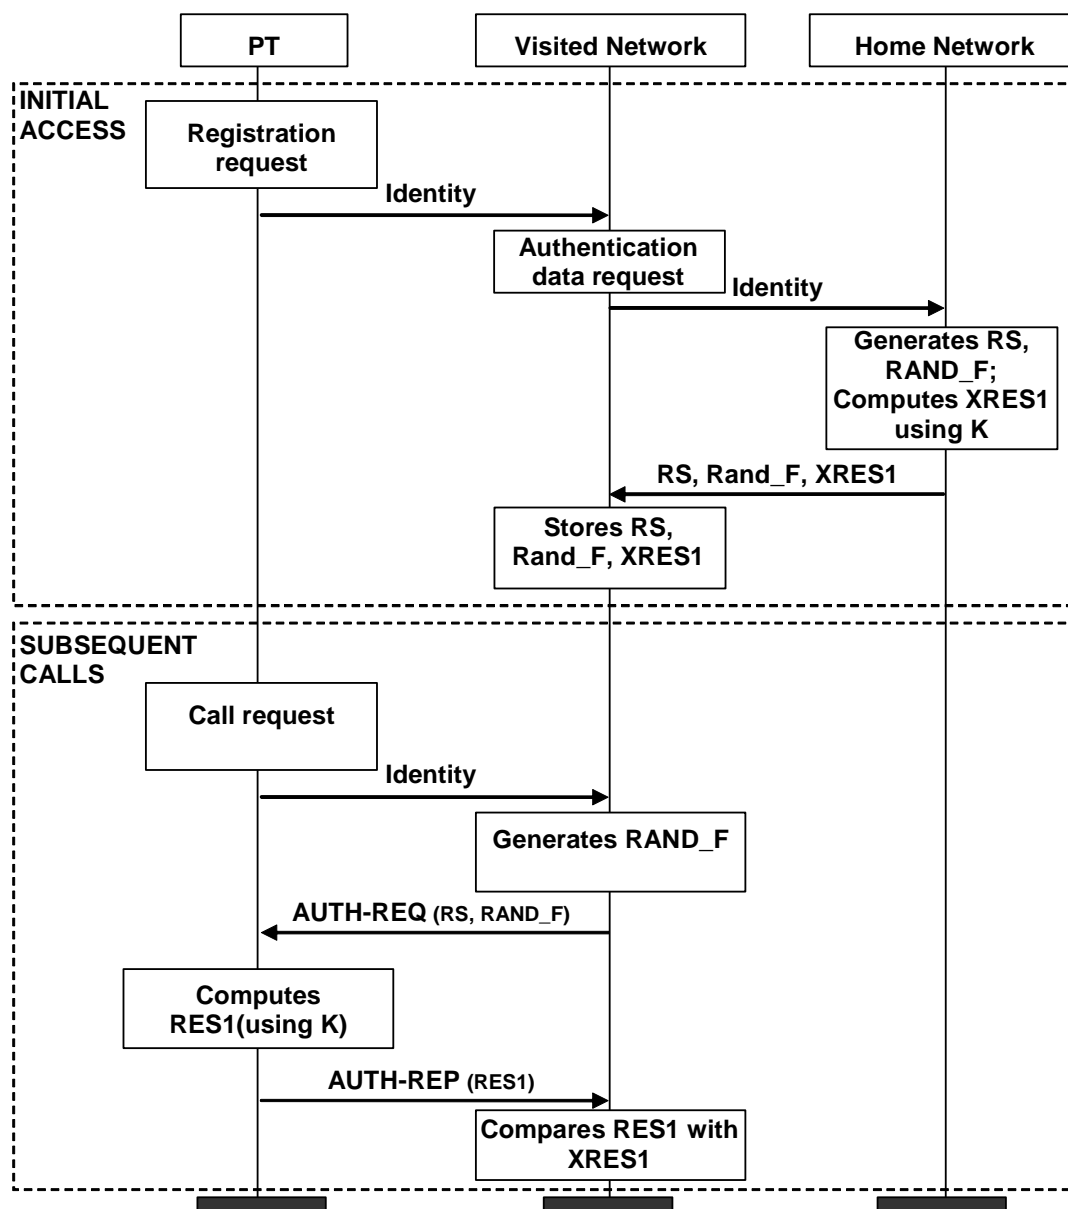 PT
Visited Network
Home Network
INITIAL
ACCESS
Registration
request
Identity
Authentication
data request
Identity
Generates RS,
RAND_F;
Computes XRES1
using K
RS, Rand_F, XRES1
Stores RS,
Rand_F, XRES1
SUBSEQUENT
CALLS
Call request
Identity
Generates RAND_F
AUTH-REQ (RS, RAND_F)
Computes
RES1(using K)
AUTH-REP (RES1)
Compares RES1 with
XRES1